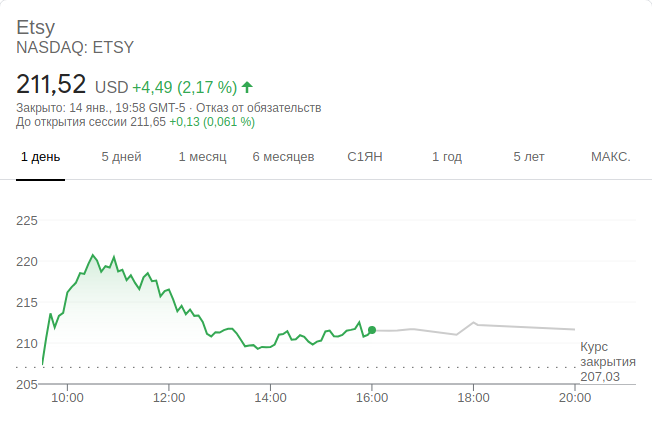 Etsy
NASDAQ: ETSY
211,52 USD +4,49 (2,17 %)
Закрыто: 14 янв., 19:58 GMT-5 · Отказ от обязательств
До открытия сессии 211,65 +0,13 (0,061 %)
1 день 5 дней 1 месяц 6 месяцев С1ЯН 1 год 5 лет МАКС.
225
220
215
210
205
Курс
закрытия
207,03
10:00 12:00 14:00 16:00 18:00 20:00